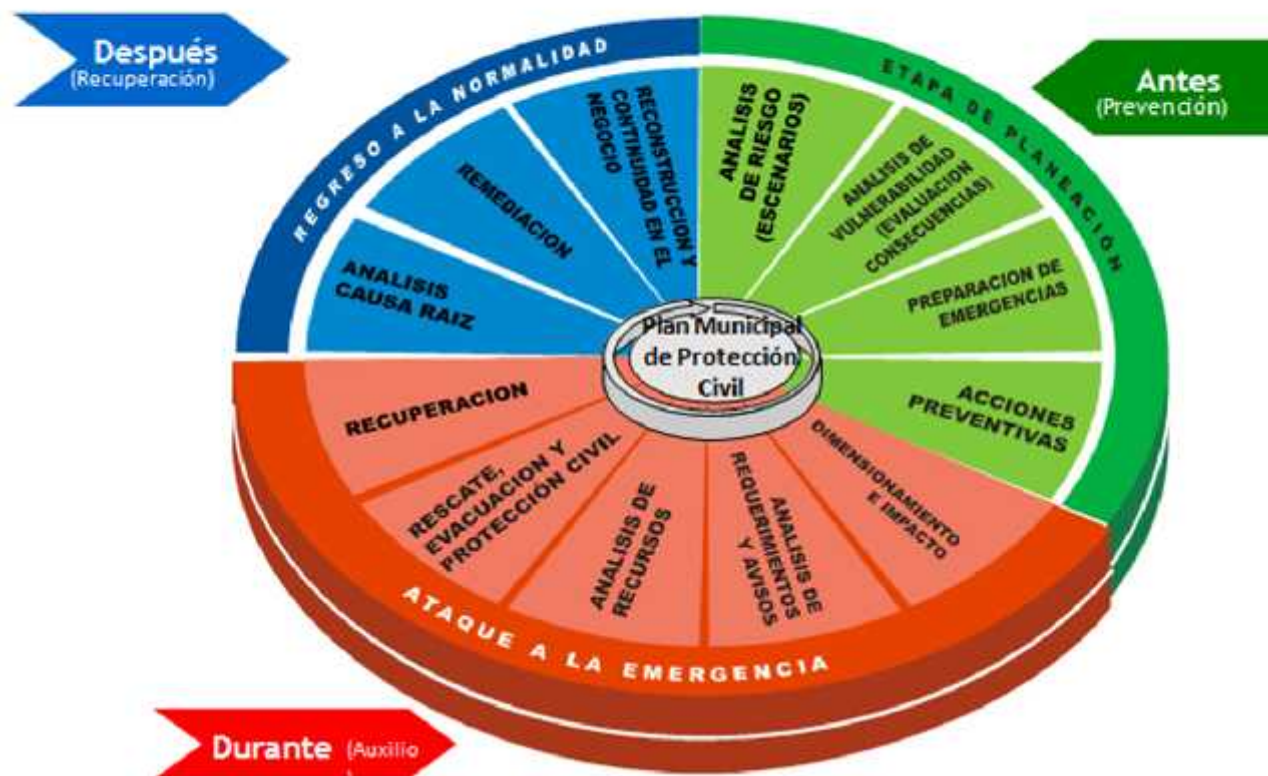 Después
(Recuperación)
Antes
(Prevención)
REGRESO A LA NORMALIDAD
ETAPA DE PLANEACIÓN
ANALISIS
DE RIESGO
(ESCENARIOS)
ANALISIS DE
VULNERABILIDAD
(EVALUACION
CONSECUENCIAS)
PREPARACION DE
EMERGENCIAS
ACCIONES
PREVENTIVAS
DIMENSIONAMIENTO
E IMPACTO
ANALISIS DE
REQUERIMIENTOS
Y AVISOS
ANALISIS DE
RECURSOS
RESCATE,
EVACUACION Y
PROTECCIÓN CIVIL
RECUPERACION
ANALISIS
CAUSA RAIZ
REMEDIACION
RECONSTRUCCION Y
CONTINUIDAD EN EL
NEGOCIO
Plan Municipal
de Protección
Civil
ATAQUE A LA EMERGENCIA
Durante (Auxilio
)